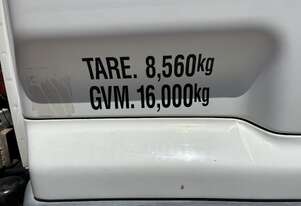 TARE. 8,560kg
GVM. 16,000kg